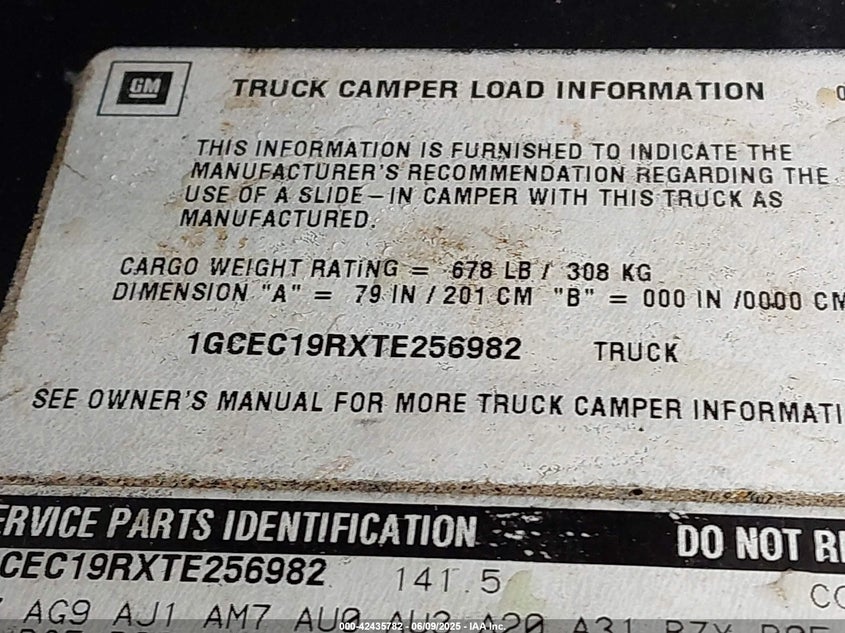 GM TRUCK CAMPER LOAD INFORMATION
THIS INFORMATION IS FURNISHED TO INDICATE THE
MANUFACTURER'S RECOMMENDATION REGARDING THE
USE OF A SLIDE-IN CAMPER WITH THIS TRUCK AS
MANUFACTURED.
CARGO WEIGHT RATING = 678 LB / 308 KG
DIMENSION "A" = 79 IN / 201 CM "B" = 000 IN /0000 CM
1GCEC19RXTE256982 TRUCK
SEE OWNER'S MANUAL FOR MORE TRUCK CAMPER INFORMATI
ERVICE PARTS IDENTIFICATION DO NOT R
CEC19RXTE256982 141.5
AG9 AJ1 AM7 AU0 A20 A31
000-42435782 - 06/09/2025 - IAA Inc.